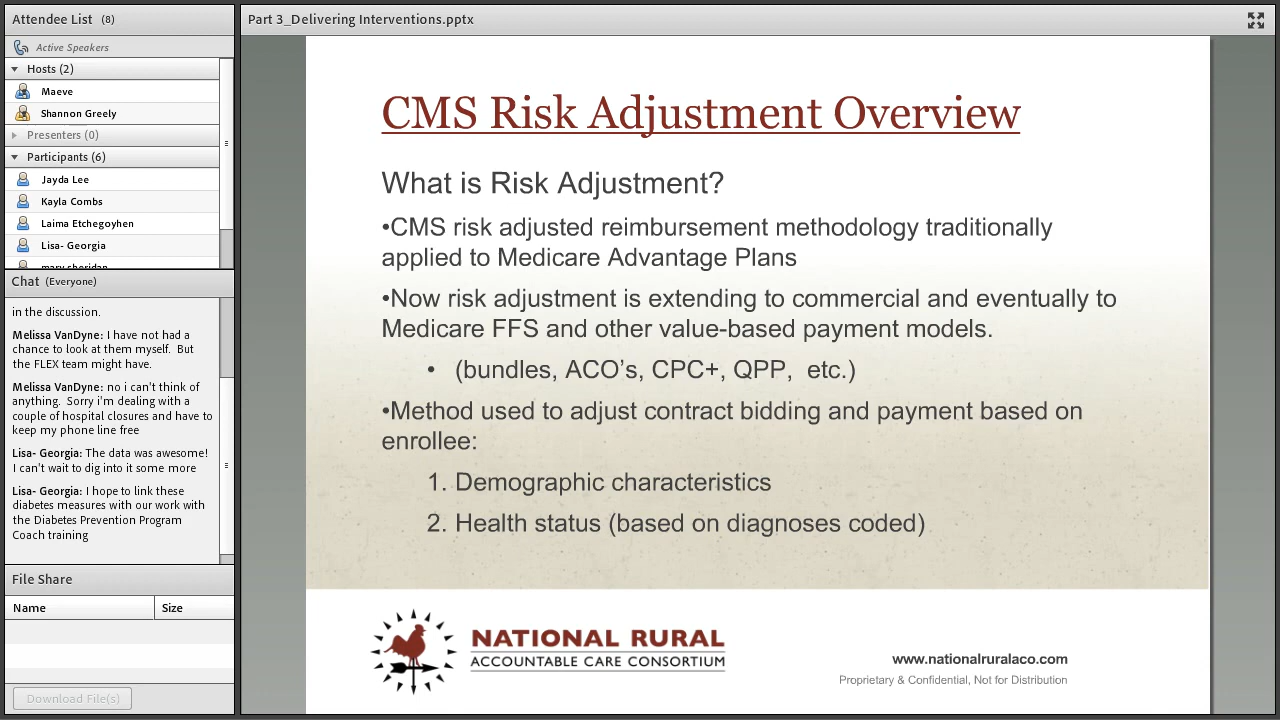 Attendee List (8)
Active Speakers
Hosts (2)
Maeve
Shannon Greely
Presenters (0)
Participants (6)
Jayda Lee
Kayla Combs
Laima Etchegoyhen
Lisa- Georgia
mary sheridan
Chat (Everyone)
in the discussion.
Melissa VanDyne: I have not had a
chance to look at them myself. But
the FLEX team might have.
Melissa VanDyne: no i can't think of
anything. Sorry i'm dealing with a
couple of hospital closures and have to
keep my phone line free
Lisa- Georgia: The data was awesome!
I can't wait to dig into it some more
Lisa- Georgia: I hope to link these
diabetes measures with our work with
the Diabetes Prevention Program
Coach training
File Share
Name Size
Download File(s)
Part 3_Delivering Interventions.pptx
CMS Risk Adjustment Overview
What is Risk Adjustment?
•CMS risk adjusted reimbursement methodology traditionally
applied to Medicare Advantage Plans
•Now risk adjustment is extending to commercial and eventually to
Medicare FFS and other value-based payment models.
• (bundles, ACO's, CPC+, QPP, etc.)
•Method used to adjust contract bidding and payment based on
enrollee:
1. Demographic characteristics
2. Health status (based on diagnoses coded)
NATIONAL RURAL
ACCOUNTABLE CARE CONSORTIUM
www.nationalruralaco.com
Proprietary & Confidential, Not for Distribution